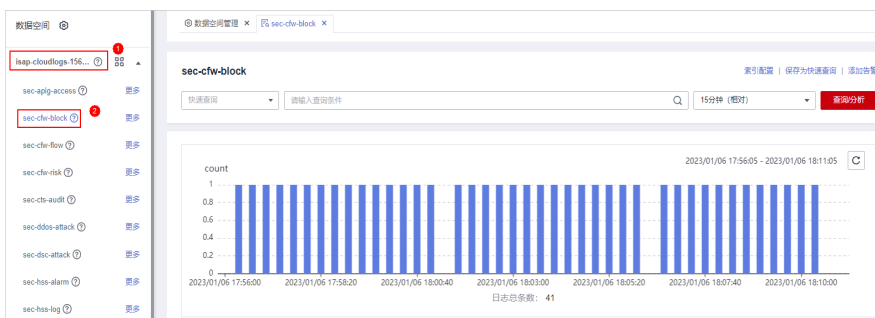 数据空间
数据空间管理 × sec-cfw-block ×
isap-cloudlogs-156... 1
sec-apig-access 更多
sec-cfw-block 2 更多
sec-cfw-flow 更多
sec-cfw-risk 更多
sec-cts-audit 更多
sec-ddos-attack 更多
sec-dsc-attack 更多
sec-hss-alarm 更多
sec-hss-log 更多
sec-cfw-block 索引配置 | 保存为快速查询 | 添加告警
快速查询 请输入查询条件 15分钟（相对） 查询/分析
2023/01/06 17:56:05 - 2023/01/06 18:11:05
count
1
0.8
0.6
0.4
0.2
0
2023/01/06 17:56:00 2023/01/06 17:58:20 2023/01/06 18:00:40 2023/01/06 18:03:00 2023/01/06 18:05:20 2023/01/06 18:07:40 2023/01/06 18:10:00
日志总条数： 41